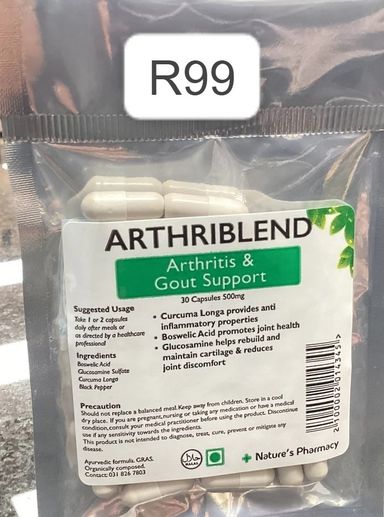 R99
ARTHRIBLEND
Arthritis &
Gout Support
30 Capsules 500mg
Suggested Usage
Take 1 or 2 capsules
daily after meals or
as directed by a healthcare
professional
Ingredients
Boswelic Acid
Glucosamine Sulfate
Curcuma Longa
Black Pepper
• Curcuma Longa provides anti
inflammatory properties
• Boswelic Acid promotes joint health
• Glucosamine helps rebuild and
maintain cartilage & reduces
joint discomfort
Precaution
Should not replace a balanced meal. Keep away from children. Store in a cool
dry place. If you are pregnant, nursing or taking any medication or have a medical
condition, consult your medical practitioner before using the product. Discontinue
use if any sensitivity towards the ingredients.
This product is not intended to diagnose, treat, cure, prevent or mitigate any
disease.
Ayurvedic formula. GRAS.
Organically composed.
Contact: 031 826 7803
HALAL
+ Nature's Pharmacy